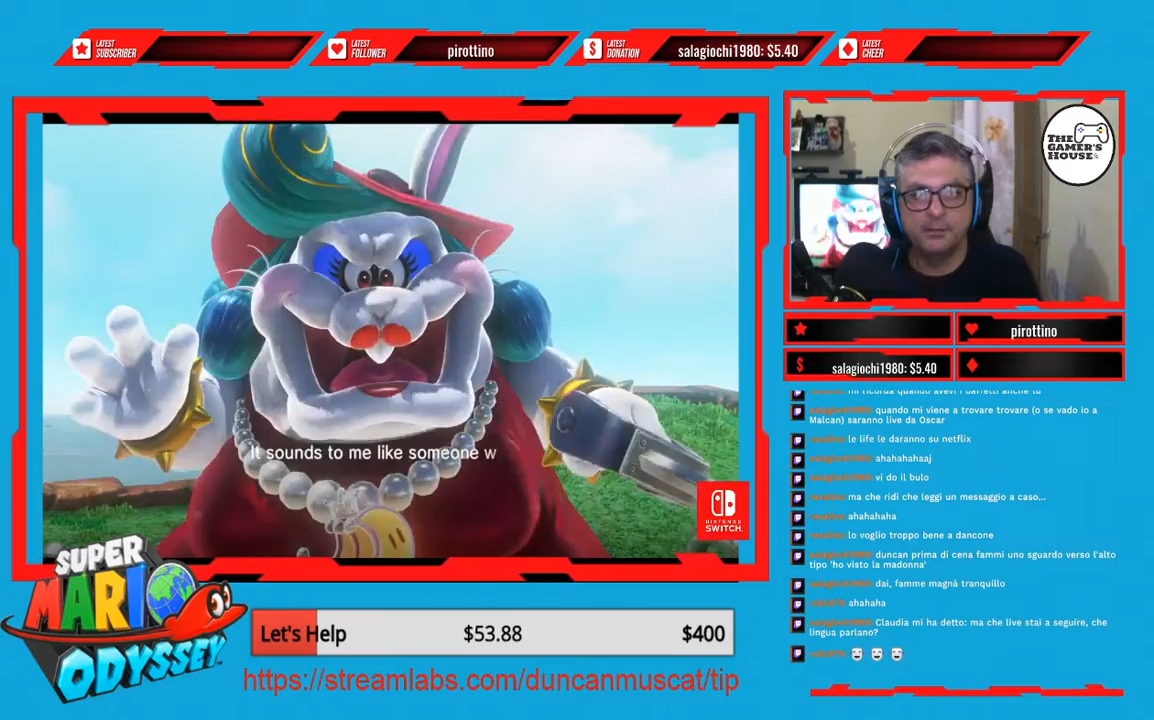 LATEST
SUBSCRIBER
LATEST
FOLLOWER
pirottino
LATEST
DONATION
salagiochi1980: $5.40
LATEST
CHEER
THE
GAMER'S
HOUSE
It sounds to me like someone w
NINTENDO
SWITCH.
pirottino
salagiochi1980: $5.40
mi ricorda quando avevi i baffetti anche tu
quando mi viene a trovare trovare (o se vado io a
Malcan) saranno live da Oscar
le life le daranno su netflix
ahahahahaaj
vi do il bulo
ma che ridi che leggi un messaggio a caso...
ahahahaha
lo voglio troppo bene a dancone
duncan prima di cena fammi uno sguardo verso l'alto
tipo 'ho visto la madonna'
dai, famme magnà tranquillo
ahahaha
Claudia mi ha detto: ma che live stai a seguire, che
lingua parlano?
SUPER
MARIO
ODYSSEY
Let's Help $53.88 $400
https://streamlabs.com/duncanmuscat/tip